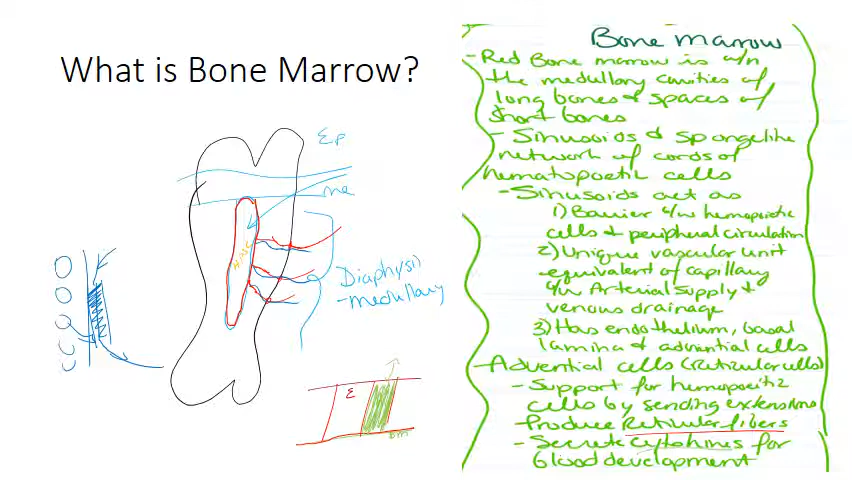 What is Bone Marrow?
Ep
me
HMC
Diaphysis
-medullary
E
bm
Bone marrow
- Red Bone marrow is w/n
the medullary cavities of
long bones & spaces of
short bones
- Sinusoids & spongelike
network of cords of
hematopoetic cells
- Sinusoids act as
1) Barrier b/w hemopoietic
cells & peripheral circulation
2) Unique vascular unit
equivalent of capillary
b/w Arterial supply &
venous drainage
3) Has endothelium, basal
lamina & adventitial cells
- Advential cells (Reticular cells)
- Support for hemopoeitic
cells by sending extensions
- Produce Reticular fibers
- Secrete cytokines for
blood development